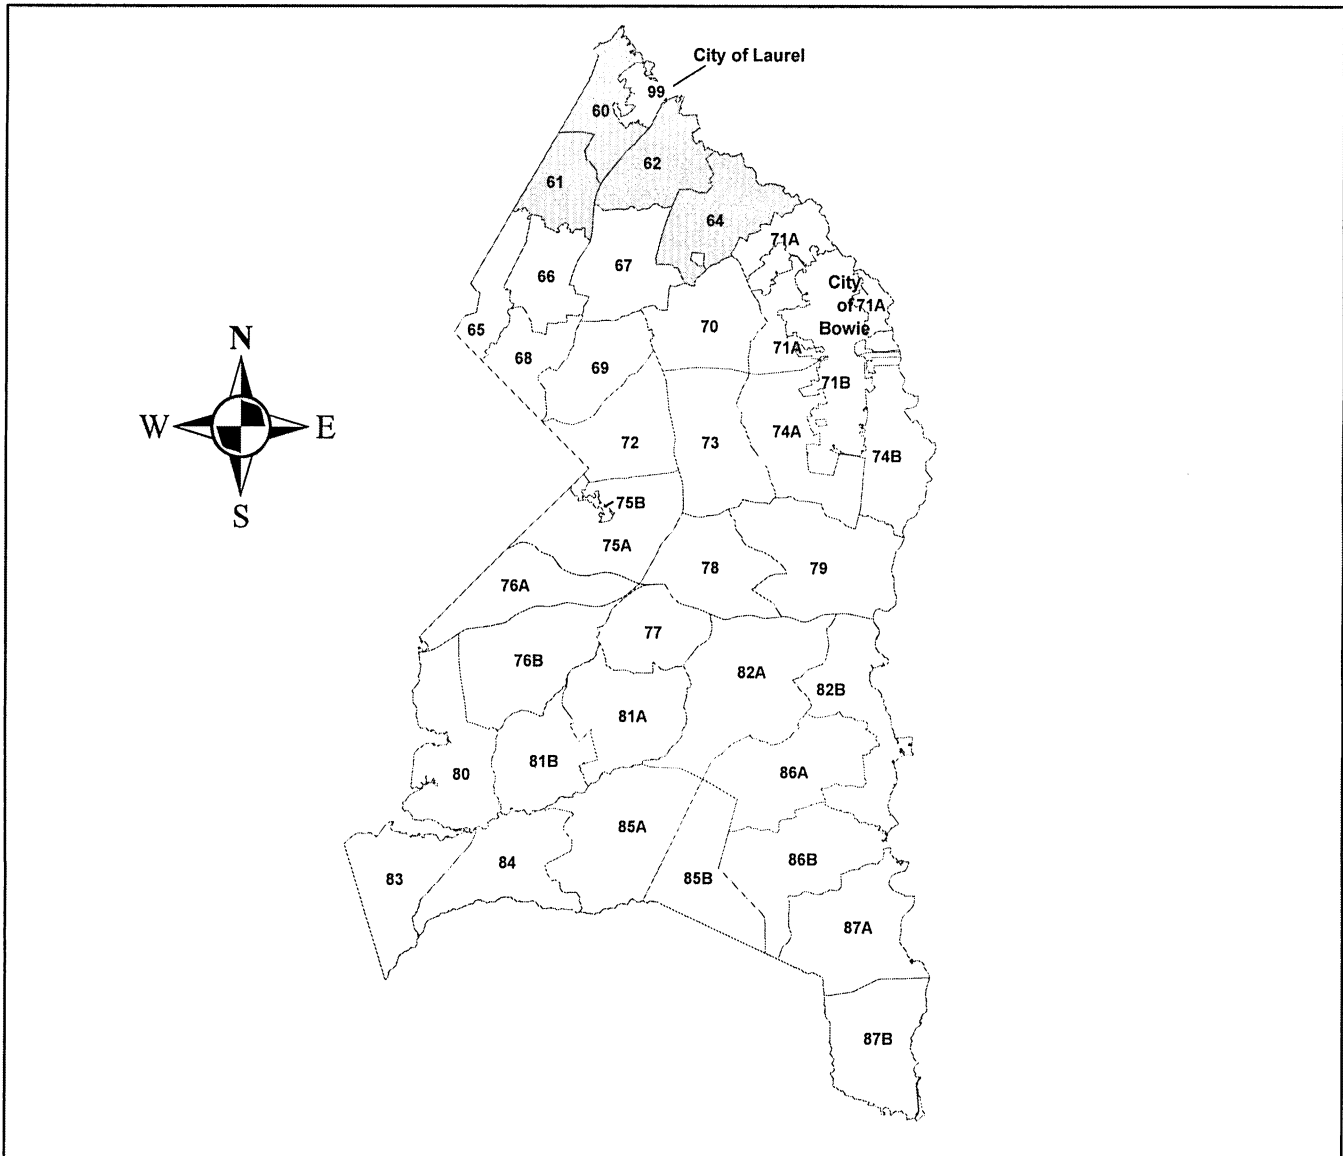 City of Laurel
99
60
62
61
64
71A
67
66
City
of 71A
Bowie
65
70
N
68
71A
69
71B
W
E
72
73
74A
74B
S
75B
75A
78
79
76A
77
76B
82A
82B
81A
81B
80
86A
85A
84
86B
83
85B
87A
87B